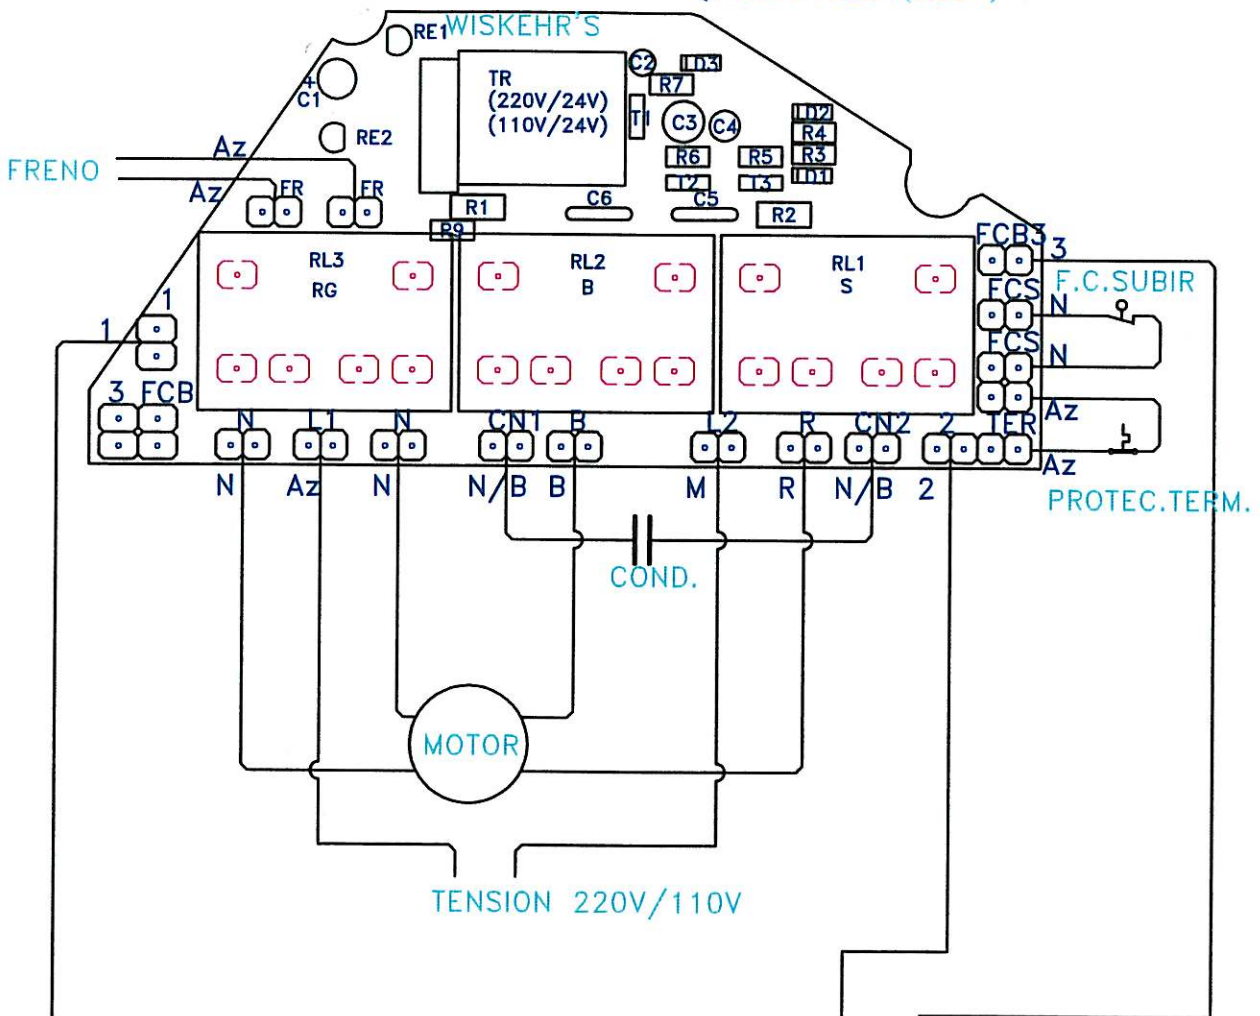 RE1 WISKEHR'S
+
C1
TR
(220V/24V)
(110V/24V)
C2
R7
T1
C3
C4
R4
R3
RE2
Az
FRENO
Az
FR
FR
R6
R5
T2
T3
R1
C6
C5
R2
R9
RL3
RG
RL2
B
RL1
S
FCB3
3
F.C.SUBIR
FCS
N
FCS
N
1
1
3 FCB
Az
N
L1
N
CN1
B
L2
R
CN2
2
TER
Az
N
Az
N
N/B
B
M
R
N/B
2
PROTEC.TERM.
COND.
MOTOR
TENSION 220V/110V